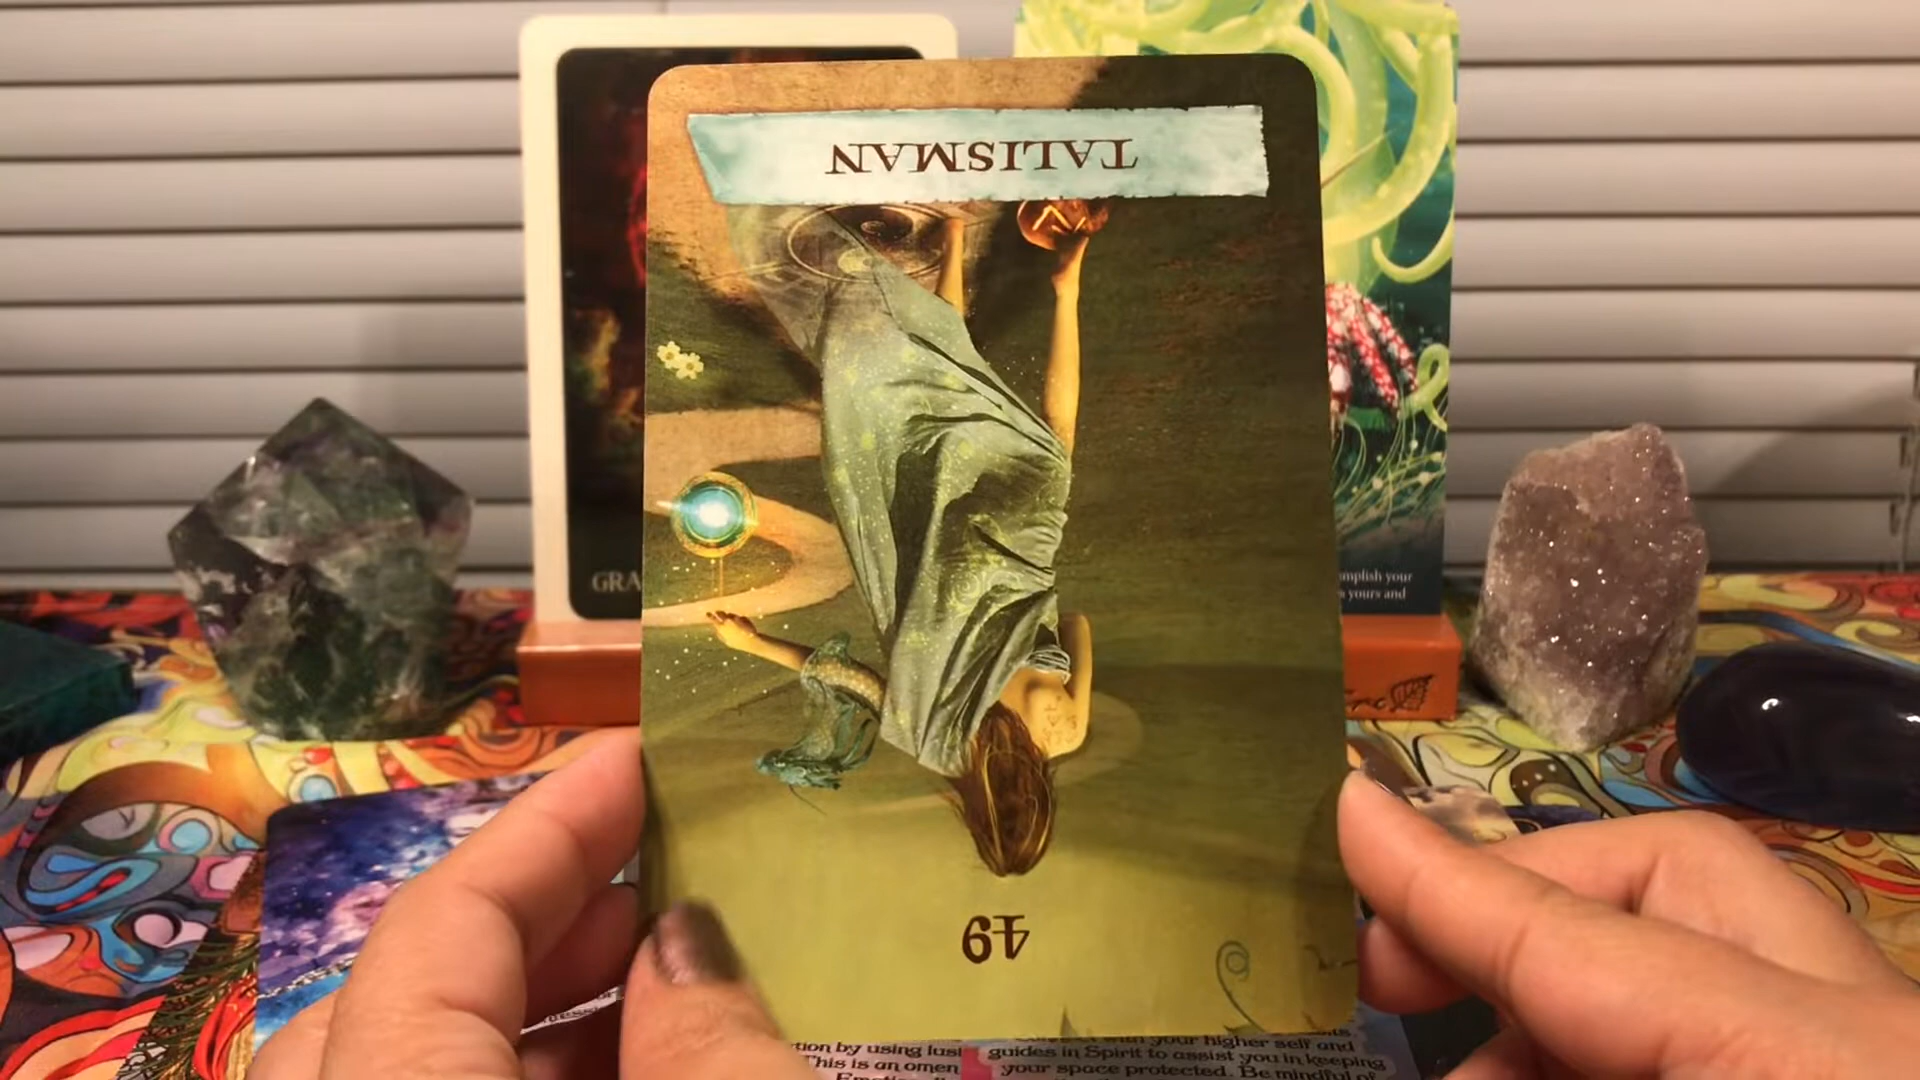 TALISMAN
GRA
mplish your
yours and
49
tion by using lust
This is an omen
with your higher self and
guides in Spirit to assist you in keeping
your space protected. Be mindful of